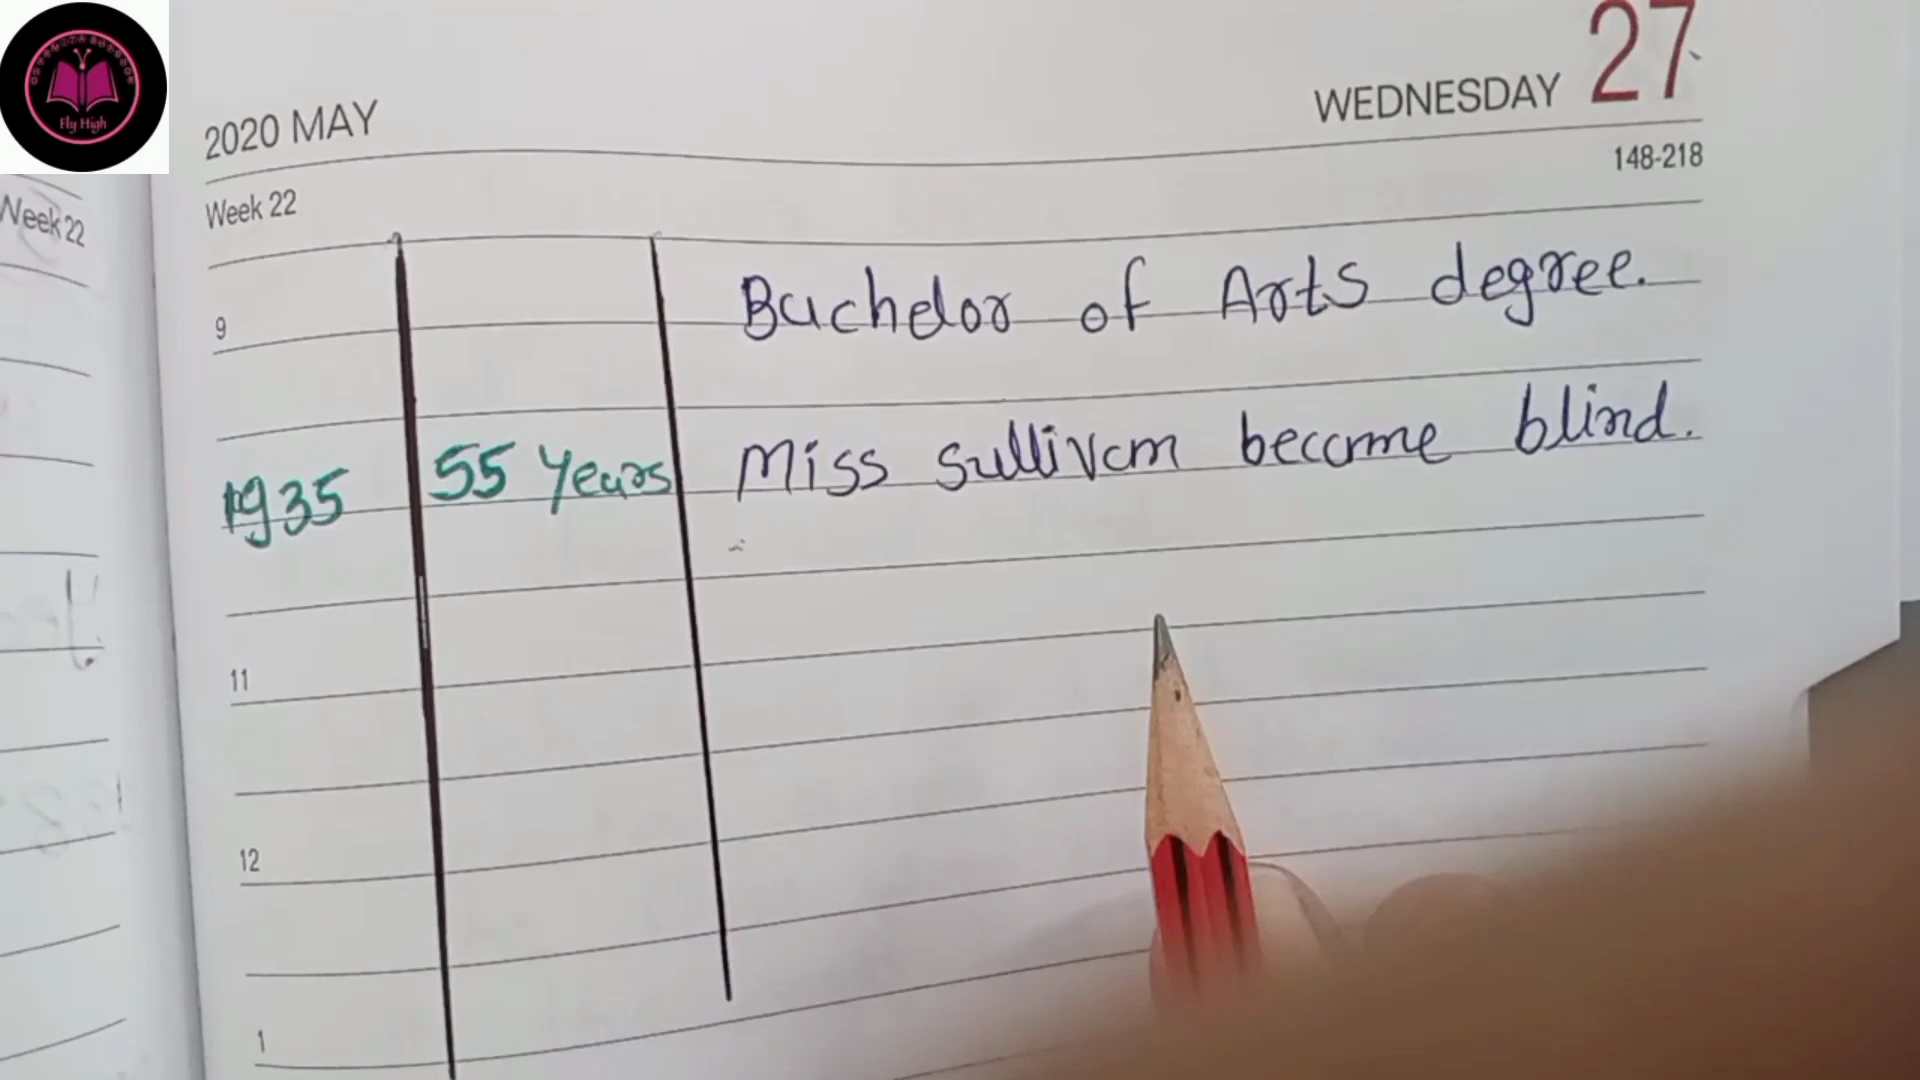 Fly High
2020 MAY
WEDNESDAY 27
Week 22
148-218
Week 22
9
Bachelor of Arts degree.
1935 55 Years Miss Sullivan become blind.
11
12
1